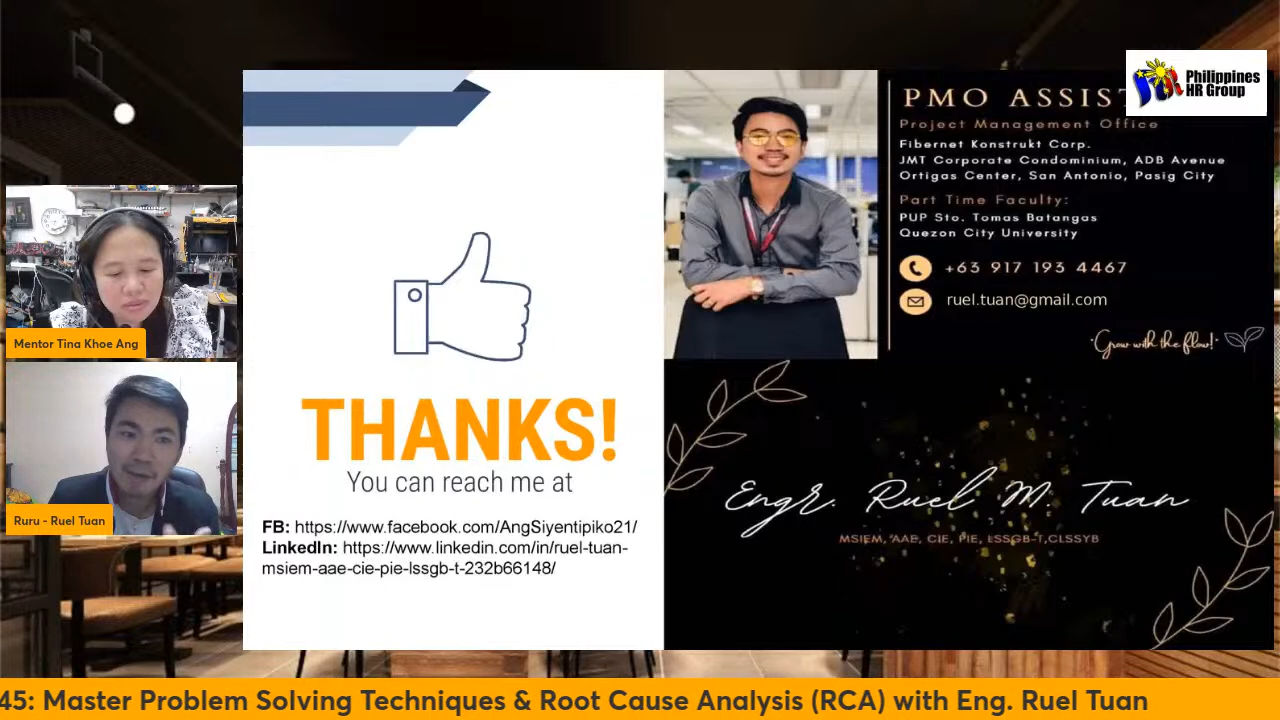 Philippines
HR Group
PMO ASSIST
Project Management Office
Fibernet Konstrukt Corp.
JMT Corporate Condominium, ADB Avenue
Ortigas Center, San Antonio, Pasig City
Part Time Faculty:
PUP Sto. Tomas Batangas
Quezon City University
+63 917 193 4467
ruel.tuan@gmail.com
"Grow with the flow!"
Mentor Tina Khoe Ang
Ruru - Ruel Tuan
THANKS!
You can reach me at
FB: https://www.facebook.com/AngSiyentipiko21/
LinkedIn: https://www.linkedin.com/in/ruel-tuan-
msiem-aae-cie-pie-lssgb-t-232b66148/
Engr. Ruel M. Tuan
MSIEM, AAE, CIE, PIE, LSSGB-T,CLSSYB
45: Master Problem Solving Techniques & Root Cause Analysis (RCA) with Eng. Ruel Tuan